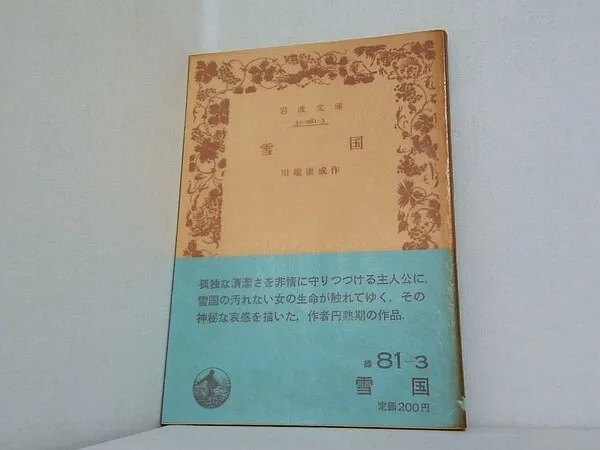 岩波文庫
31-081-3
雪国
川端康成作
孤独な清潔さを非情に守りつづける主人公に,
雪国の汚れない女の生命が触れてゆく, その
神秘な哀感を描いた, 作者円熟期の作品.
緑 81-3
雪国
定価200円